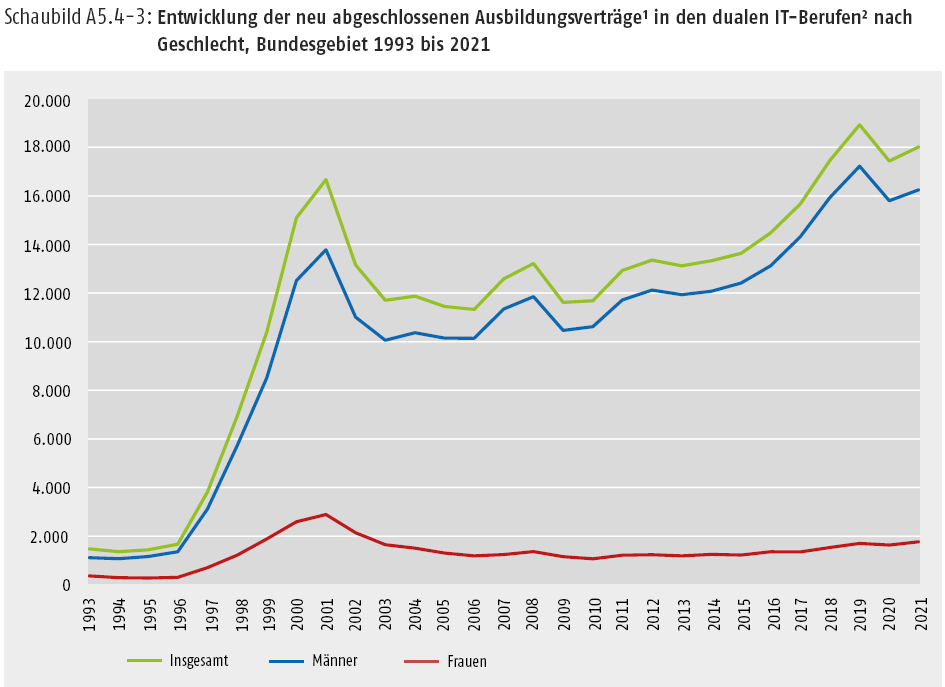 Schaubild A5.4-3: Entwicklung der neu abgeschlossenen Ausbildungsverträge¹ in den dualen IT-Berufen² nach
Geschlecht, Bundesgebiet 1993 bis 2021
20.000
18.000
16.000
14.000
12.000
10.000
8.000
6.000
4.000
2.000
0
1993 1994 1995 1996 1997 1998 1999 2000 2001 2002 2003 2004 2005 2006 2007 2008 2009 2010 2011 2012 2013 2014 2015 2016 2017 2018 2019 2020 2021
Insgesamt Männer Frauen